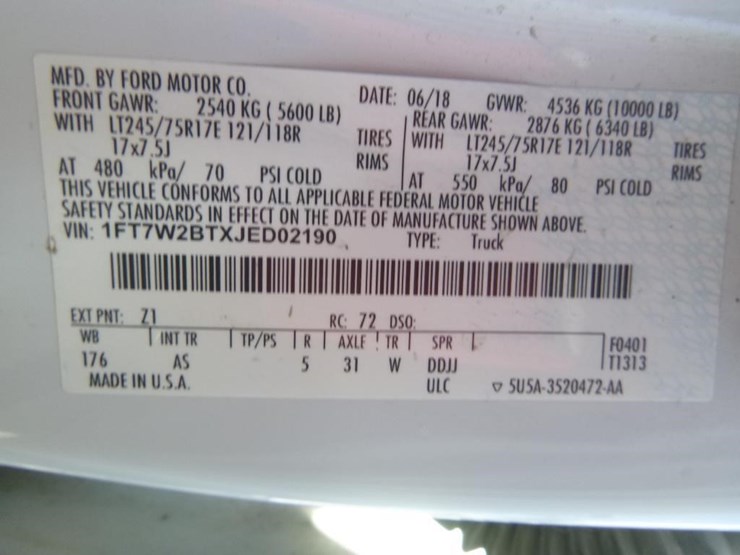 MFD. BY FORD MOTOR CO. DATE: 06/18 GVWR: 4536 KG (10000 LB)
FRONT GAWR: 2540 KG ( 5600 LB) REAR GAWR: 2876 KG ( 6340 LB)
WITH LT245/75R17E 121/118R TIRES WITH LT245/75R17E 121/118R TIRES
17x7.5J RIMS 17x7.5J RIMS
AT 480 kPa/ 70 PSI COLD AT 550 kPa/ 80 PSI COLD
THIS VEHICLE CONFORMS TO ALL APPLICABLE FEDERAL MOTOR VEHICLE
SAFETY STANDARDS IN EFFECT ON THE DATE OF MANUFACTURE SHOWN ABOVE.
VIN: 1FT7W2BTXJED02190 TYPE: Truck
EXT PNT: Z1 RC: 72 DSO:
WB INT TR TP/PS R AXLE TR SPR F0401
176 AS 5 31 W DDJJ T1313
MADE IN U.S.A. ULC ▽ 5U5A-3520472-AA